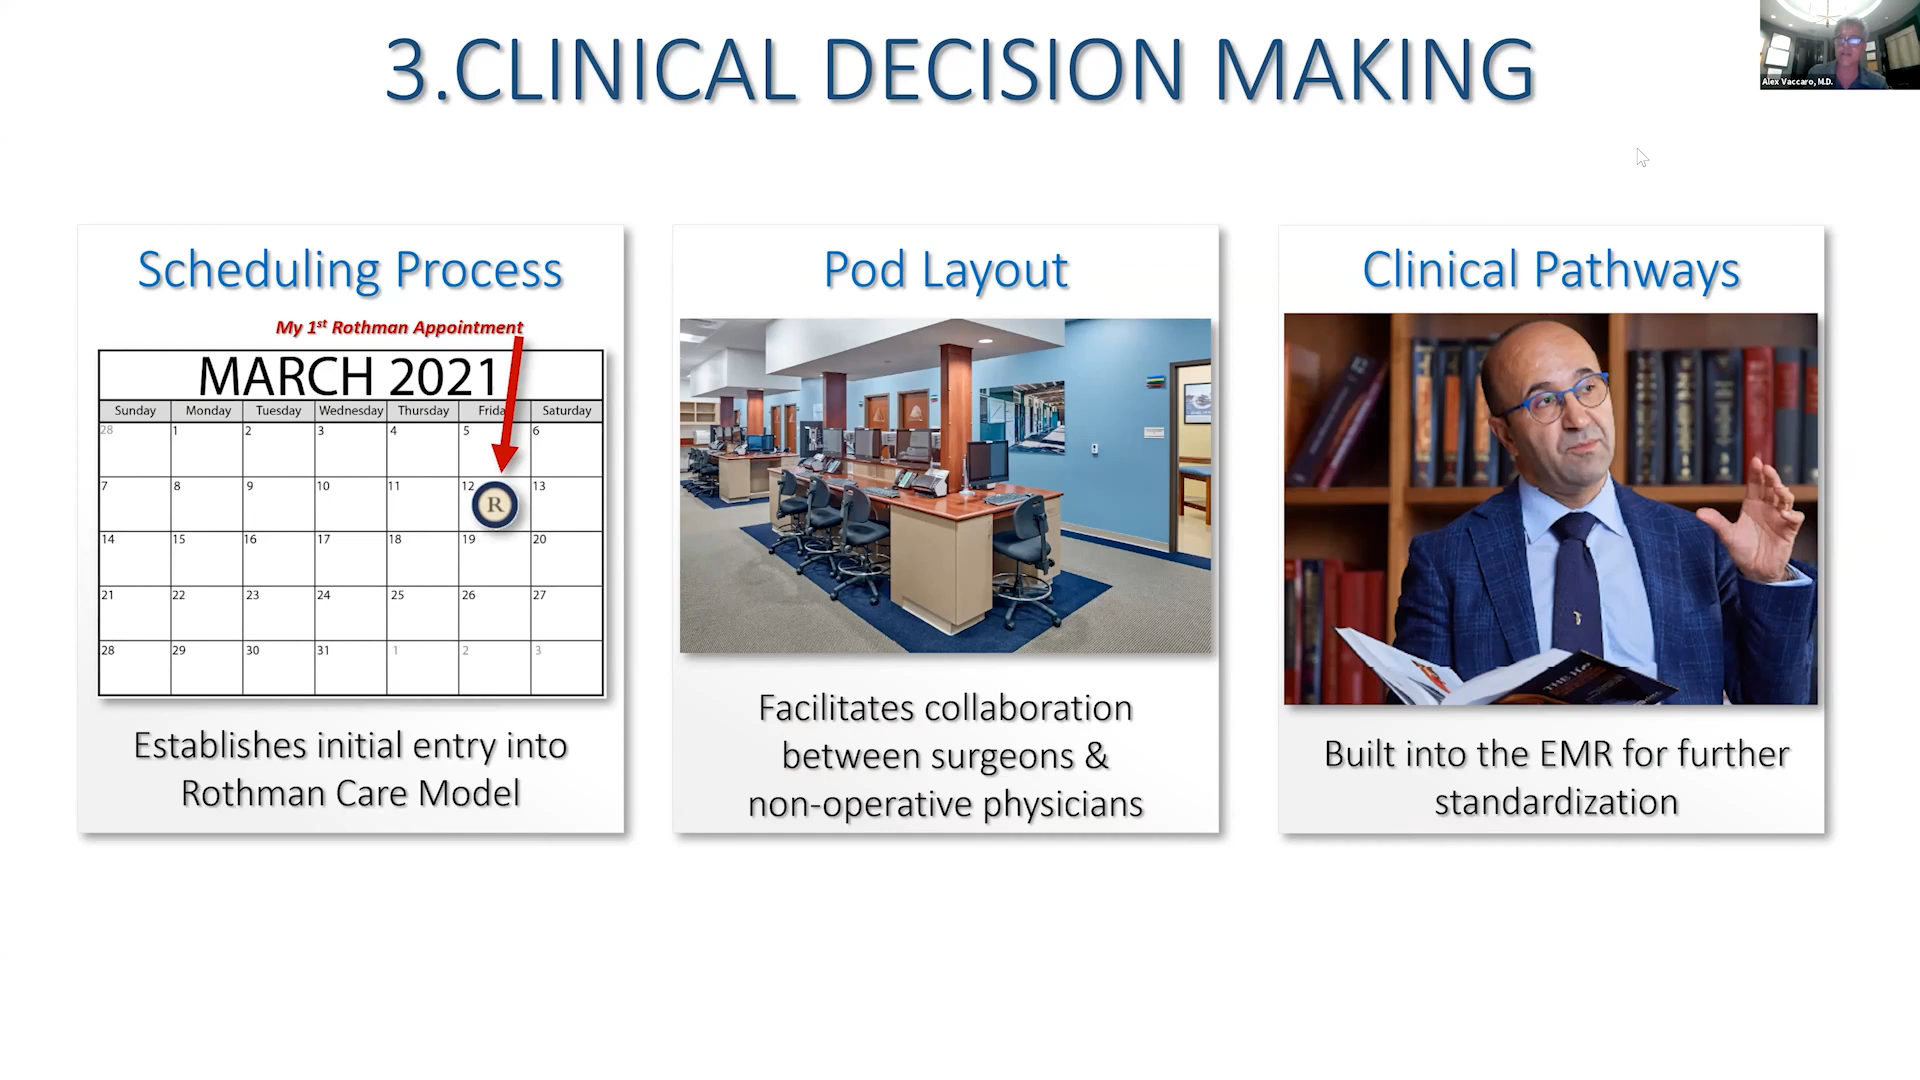 3.CLINICAL DECISION MAKING
Alex Vaccaro, M.D.
Scheduling Process
My 1st Rothman Appointment
MARCH 2021
Sunday Monday Tuesday Wednesday Thursday Friday Saturday
28 1 2 3 4 5 6
7 8 9 10 11 12 13
R
14 15 16 17 18 19 20
21 22 23 24 25 26 27
28 29 30 31 1 2 3
Establishes initial entry into
Rothman Care Model
Pod Layout
Facilitates collaboration
between surgeons &
non-operative physicians
Clinical Pathways
THE
Built into the EMR for further
standardization